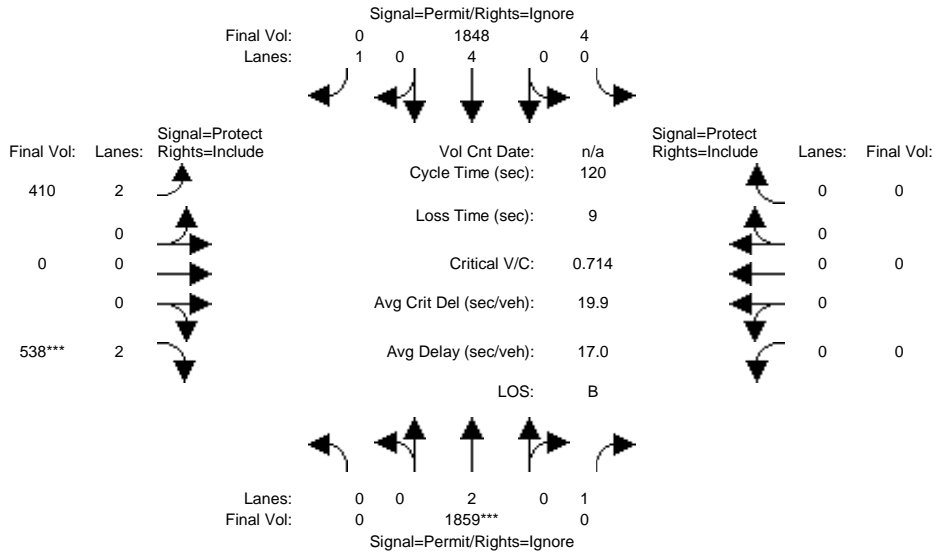 Signal=Permit/Rights=Ignore
Final Vol: 0 1848 4
Lanes: 1 0 4 0 0
Signal=Protect Signal=Protect
Final Vol: Lanes: Rights=Include Vol Cnt Date: n/a Rights=Include Lanes: Final Vol:
Cycle Time (sec): 120
410 2 0 0
Loss Time (sec): 9
0 0
0 0 Critical V/C: 0.714 0 0
0 Avg Crit Del (sec/veh): 19.9 0
538*** 2 Avg Delay (sec/veh): 17.0 0 0
LOS: B
Lanes: 0 0 2 0 1
Final Vol: 0 1859*** 0
Signal=Permit/Rights=Ignore